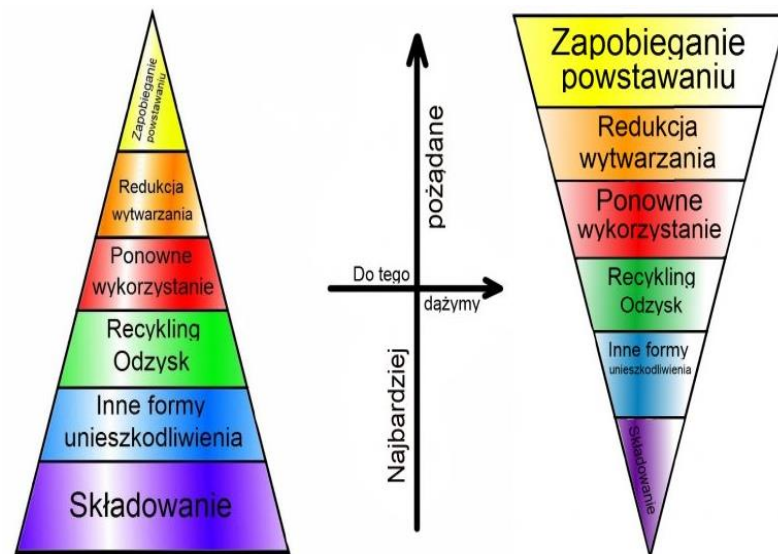 Zapobieganie
powstawaniu
Redukcja
wytwarzania
Ponowne
wykorzystanie
Recykling
Odzysk
Inne formy
unieszkodliwienia
Składowanie
Najbardziej pożądane
Do tego dążymy
Zapobieganie
powstawaniu
Redukcja
wytwarzania
Ponowne
wykorzystanie
Recykling
Odzysk
Inne formy
unieszkodliwienia
Składowanie